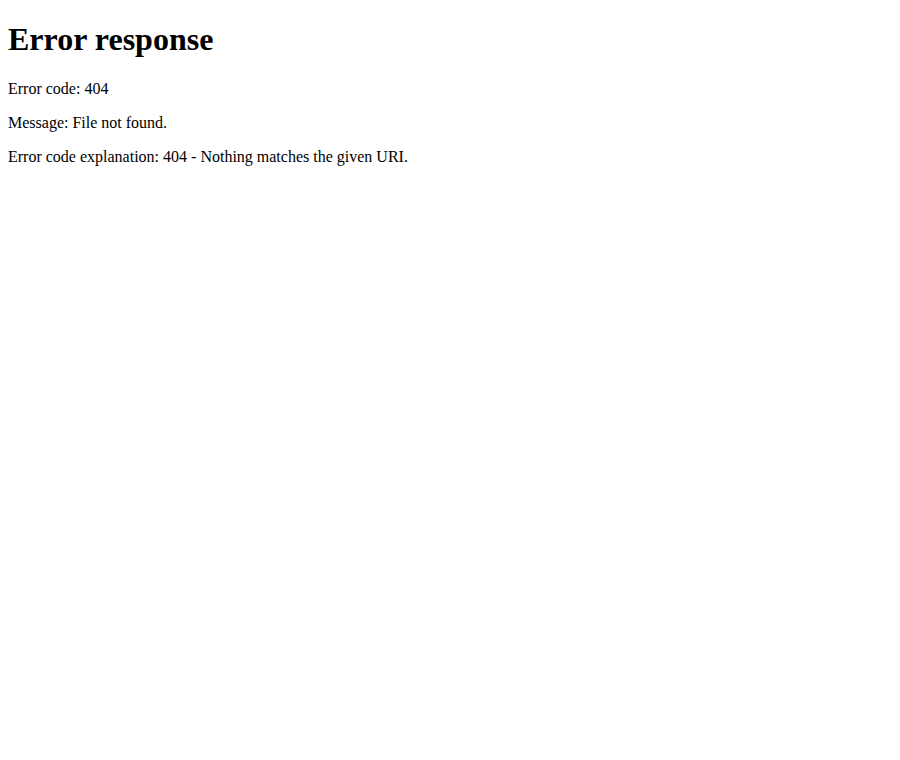 Error response
Error code: 404
Message: File not found.
Error code explanation: 404 - Nothing matches the given URI.